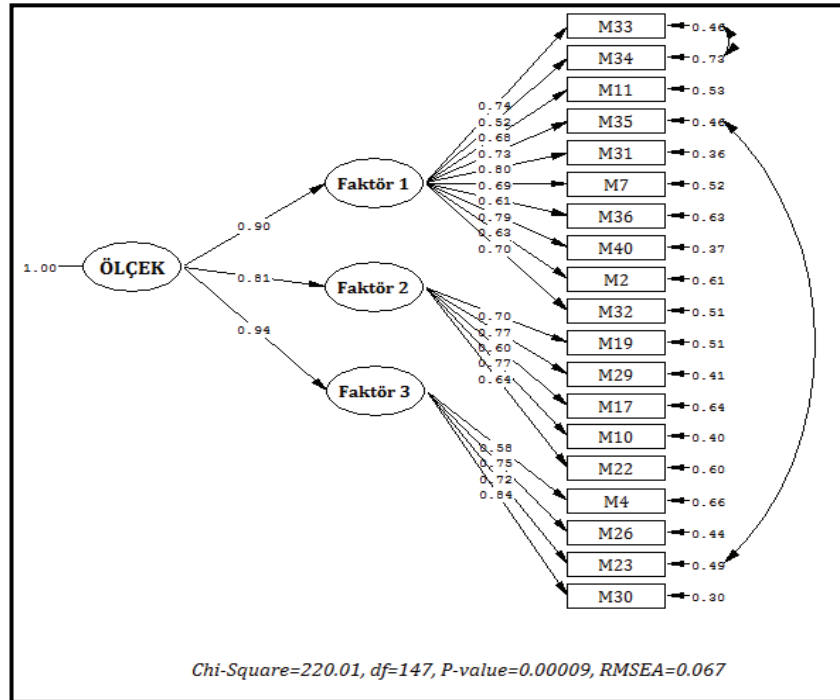 M33 0.46
M34 0.73
M11 0.53
0.74
0.52
M35 0.46
0.68
0.73
M31 0.36
0.80
Faktör 1
0.69
M7 0.52
0.61
M36 0.63
0.79
0.90
0.63
M40 0.37
0.70
1.00 ÖLÇEK
0.81
M2 0.61
Faktör 2
M32 0.51
0.70
0.94
0.77
M19 0.51
0.60
0.77
M29 0.41
0.64
Faktör 3
M17 0.64
M10 0.40
0.58
M22 0.60
0.75
0.72
0.84
M4 0.66
M26 0.44
M23 0.49
M30 0.30
Chi-Square=220.01, df=147, P-value=0.00009, RMSEA=0.067